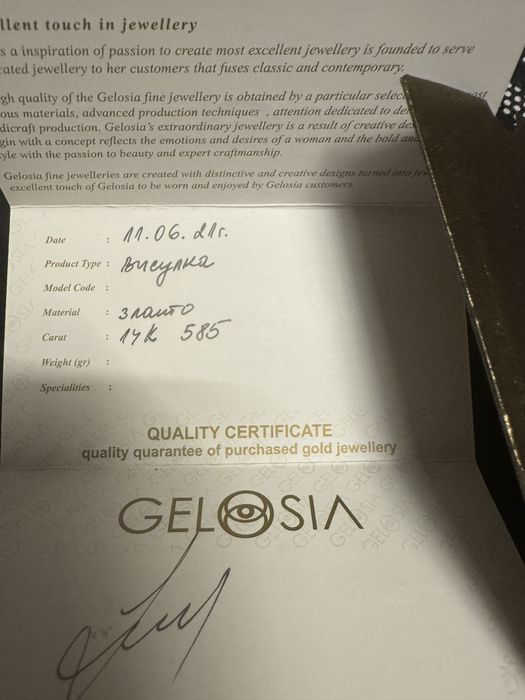 llent touch in jewellery
s a inspiration of passion to create most excellent jewellery is founded to serve
cated jewellery to her customers that fuses classic and contemporary.
gh quality of the Gelosia fine jewellery is obtained by a particular selec ost
ous materials, advanced production techniques , attention dedicated to de
dicraft production. Gelosia's extraordinary jewellery is a result of creative des
gin with a concept reflects the emotions and desires of a woman and the bold and
yle with the passion to beauty and expert craftmanship.
Gelosia fine jewelleries are created with distinctive and creative designs turned into jew
excellent touch of Gelosia to be worn and enjoyed by Gelosia customers.
Date : 11.06.21г.
Product Type : висулка
Model Code :
Material : злато
Carat : 14K 585
Weight (gr) :
Specialities :
QUALITY CERTIFICATE
quality quarantee of purchased gold jewellery
GELOSIA